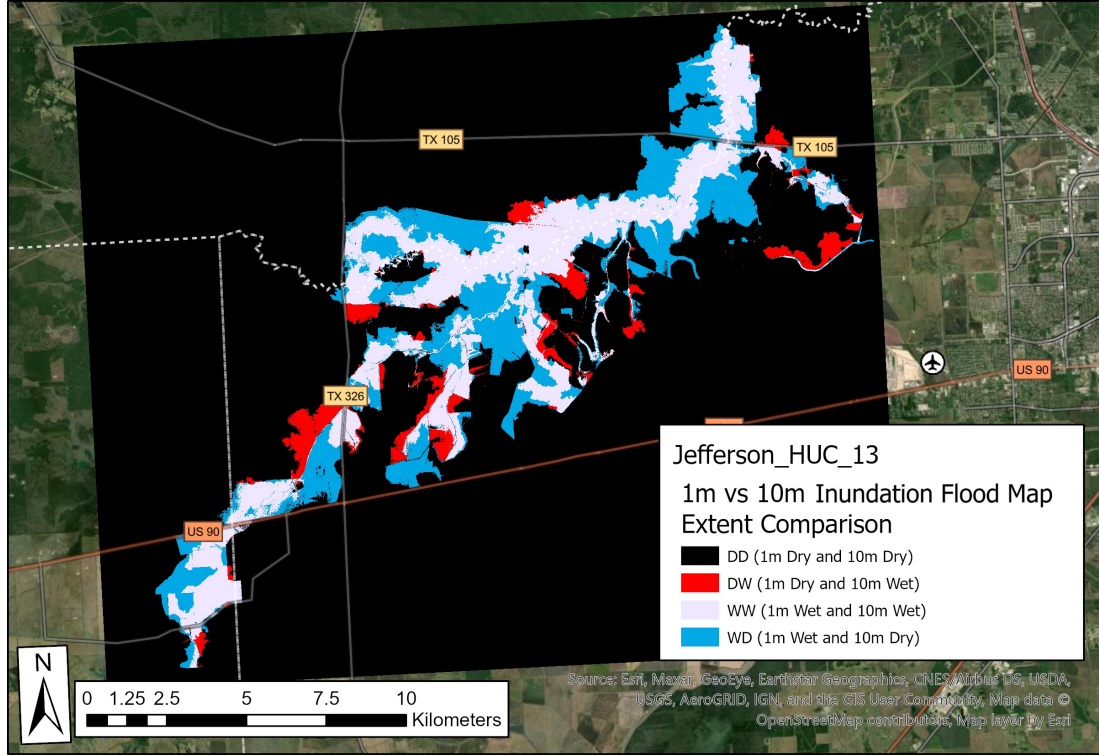 TX 105
TX 105
TX 326
US 90
US 90
Jefferson_HUC_13
1m vs 10m Inundation Flood Map
Extent Comparison
DD (1m Dry and 10m Dry)
DW (1m Dry and 10m Wet)
WW (1m Wet and 10m Wet)
WD (1m Wet and 10m Dry)
N
0 1.25 2.5 5 7.5 10
Kilometers
Source: Esri, Maxar, GeoEye, Earthstar Geographics, CNES/Airbus DS, USDA,
USGS, AeroGRID, IGN, and the GIS User Community, Map data ©
OpenStreetMap contributors, Map layer by Esri